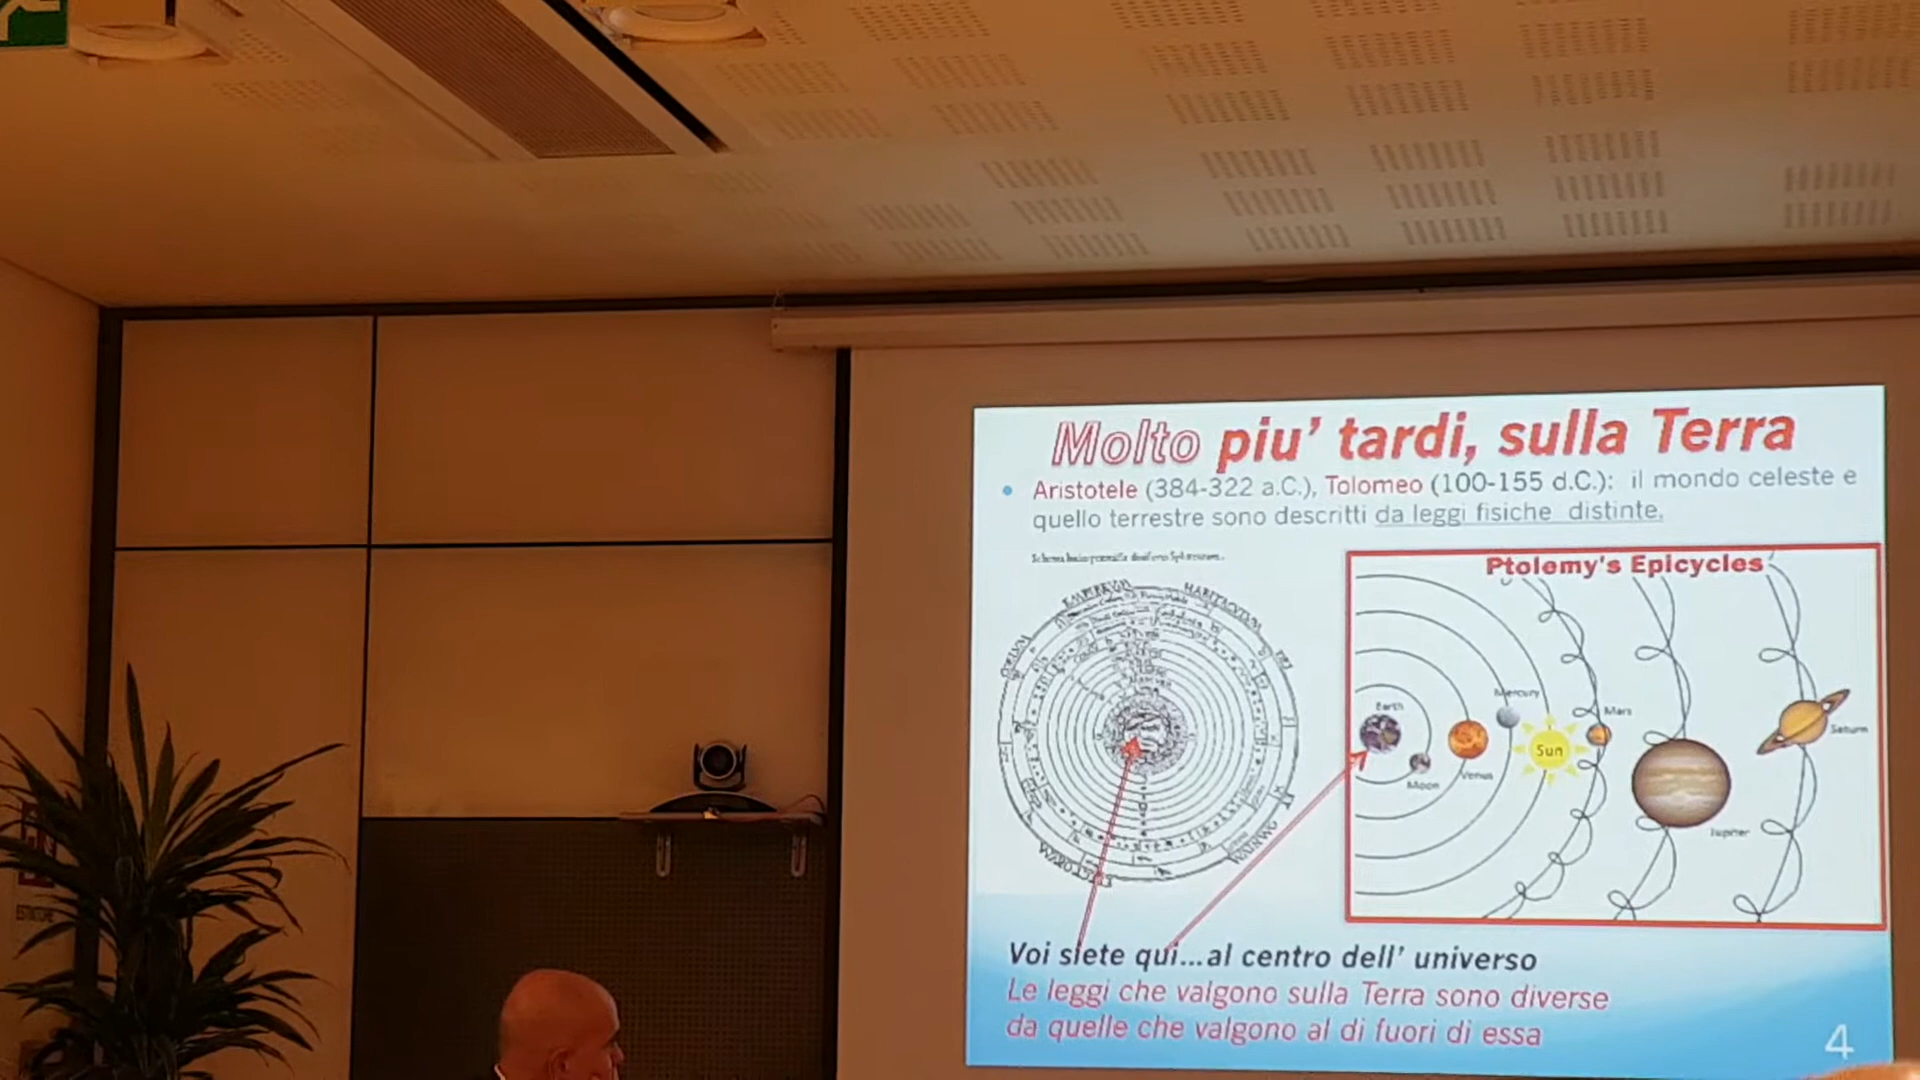 Molto piu' tardi, sulla Terra
Aristotele (384-322 a.C.), Tolomeo (100-155 d.C.): il mondo celeste e
quello terrestre sono descritti da leggi fisiche distinte.
EMPIREVM
HABITACVLVM
Ptolemy's Epicycles
Earth
Moon
Venus
Mercury
Sun
Mars
Jupiter
Saturn
Voi siete qui...al centro dell' universo
Le leggi che valgono sulla Terra sono diverse
da quelle che valgono al di fuori di essa
4
ESTINTORE